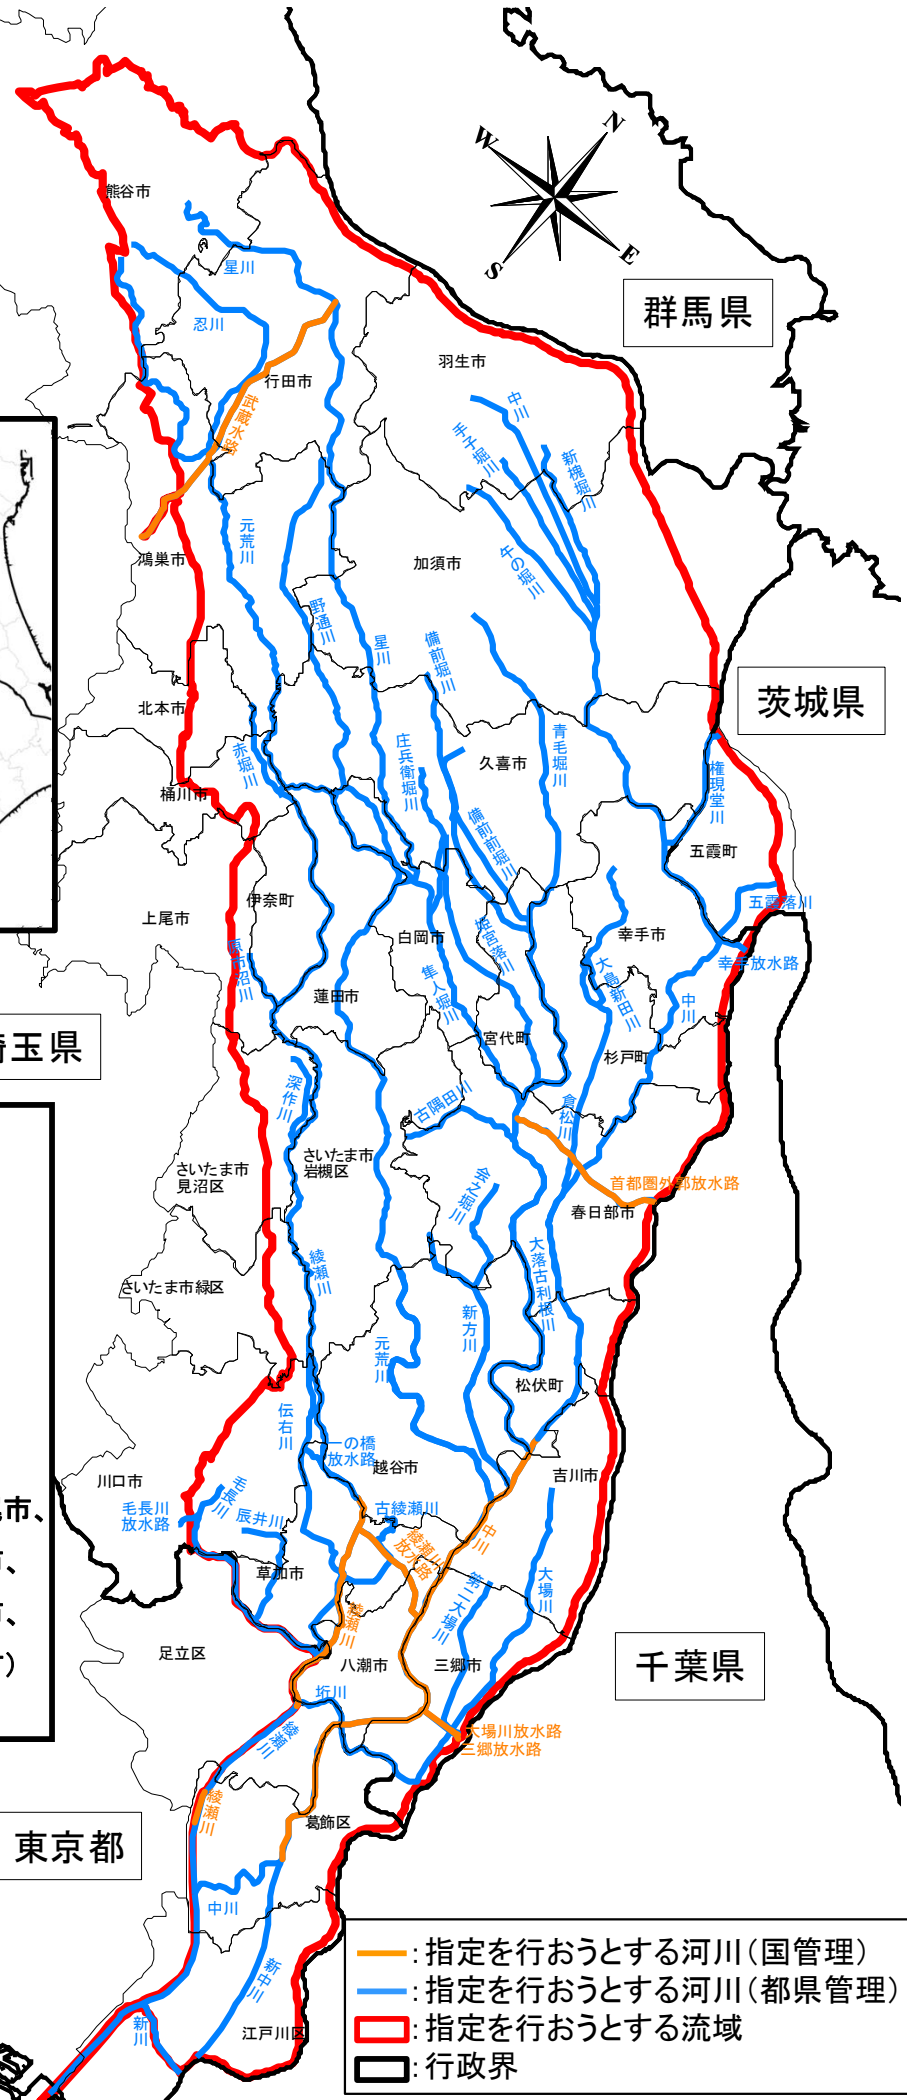 N
W
E
S
熊谷市
星川
忍川
群馬県
羽生市
行田市
武蔵水路
中川
手子堀川
新槐堀川
元荒川
鴻巣市
加須市
午の堀川
野通川
星川
備前堀川
北本市
茨城県
赤堀川
庄兵衛堀川
久喜市
青毛堀川
権現堂川
桶川市
備前前堀川
五霞町
伊奈町
上尾市
五霞落川
原市沼川
白岡市
姫宮落川
幸手市
幸手放水路
蓮田市
隼人堀川
大島新田川
中川
埼玉県
宮代町
杉戸町
深作川
古隅田川
倉松川
さいたま市
見沼区
さいたま市
岩槻区
会之堀川
首都圏外郭放水路
春日部市
さいたま市緑区
綾瀬川
大落古利根川
新方川
元荒川
松伏町
伝右川
一の橋
放水路
越谷市
吉川市
川口市
毛長川
毛長川
放水路
辰井川
古綾瀬川
中川
綾瀬川
放水路
市、
、
、
)
草加市
第二大場川
大場川
綾瀬川
足立区
八潮市
三郷市
千葉県
垳川
綾瀬川
大場川放水路
三郷放水路
綾瀬川
葛飾区
東京都
中川
新中川
新川
江戸川区
:指定を行おうとする河川(国管理)
:指定を行おうとする河川(都県管理)
:指定を行おうとする流域
:行政界